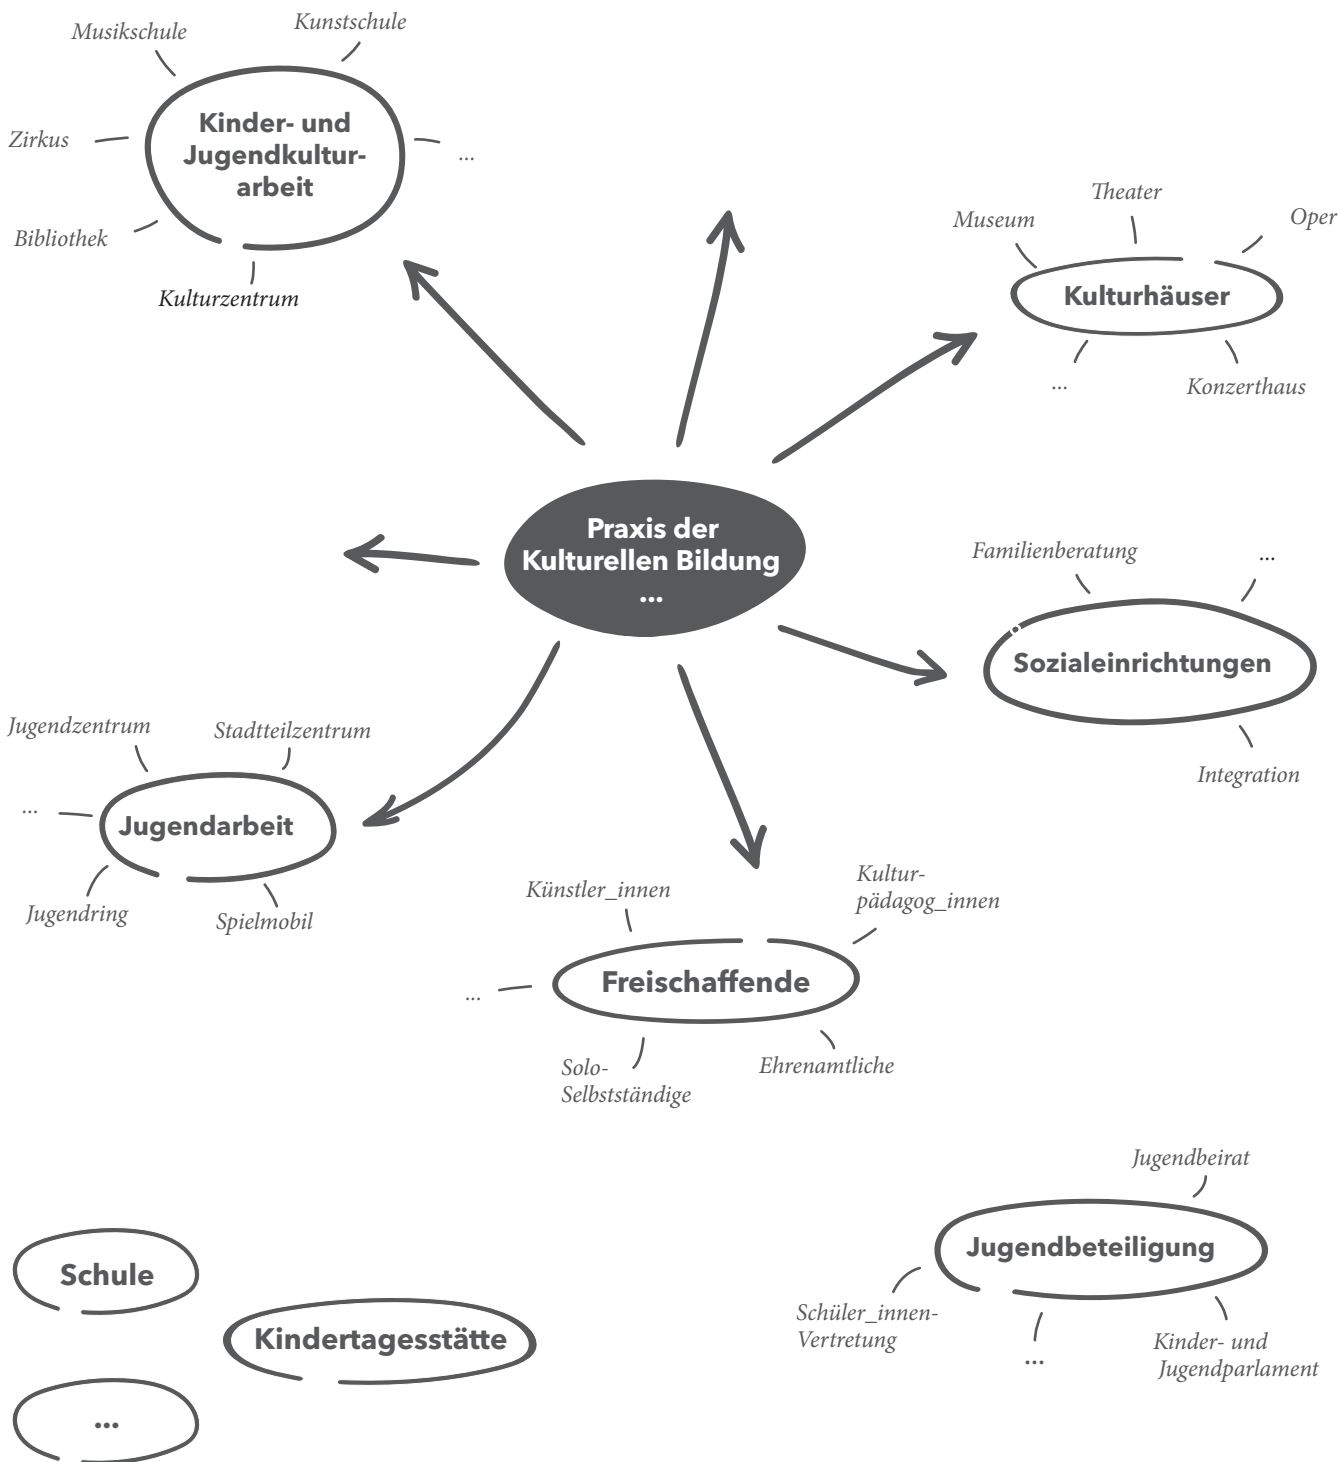 Musikschule
Kunstschule
Zirkus
Kinder- und
Jugendkultur-
arbeit
...
Bibliothek
Kulturzentrum
Museum
Theater
Oper
Kulturhäuser
...
Konzerthaus
Praxis der
Kulturellen Bildung
...
Familienberatung
...
Sozialeinrichtungen
Integration
Jugendzentrum
Stadtteilzentrum
...
Jugendarbeit
Jugendring
Spielmobil
Künstler_innen
Kultur-
pädagog_innen
...
Freischaffende
Solo-
Selbstständige
Ehrenamtliche
Jugendbeirat
Jugendbeteiligung
Schüler_innen-
Vertretung
...
Kinder- und
Jugendparlament
Schule
Kindertagesstätte
...